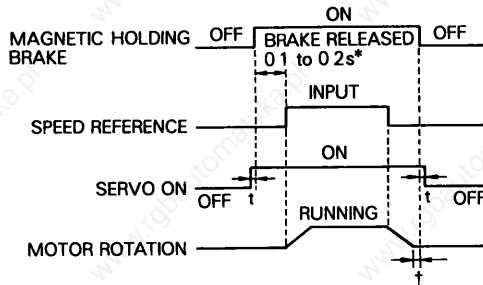 ON
MAGNETIC HOLDING BRAKE
OFF
BRAKE RELEASED
OFF
0 1 to 0 2s*
INPUT
SPEED REFERENCE
ON
SERVO ON
OFF
t
t
OFF
RUNNING
MOTOR ROTATION
t